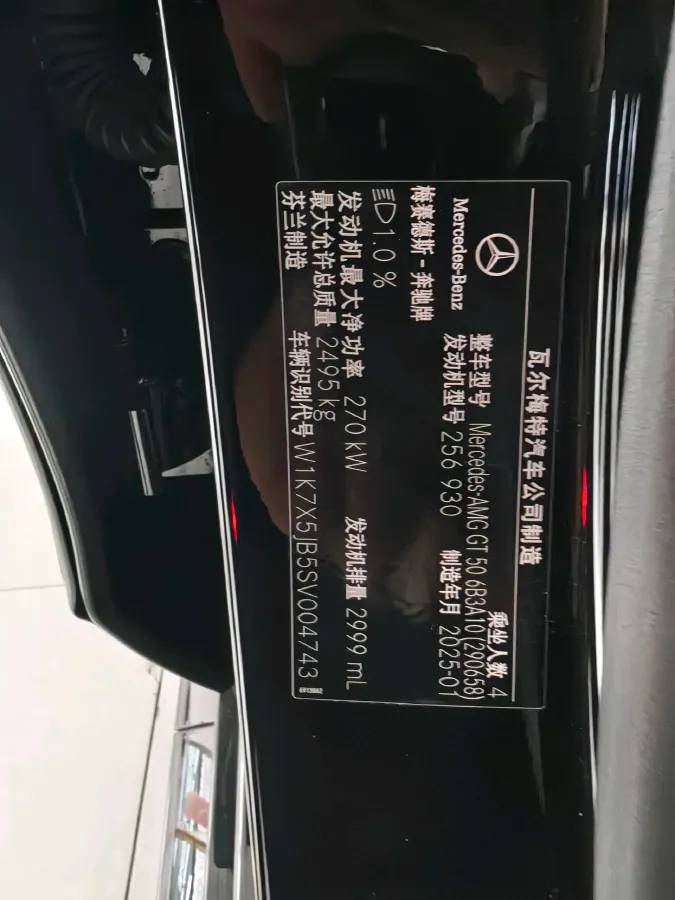 瓦尔梅特汽车公司制造
Mercedes-Benz
梅赛德斯-奔驰牌
乘坐人数 4
整车型号 Mercedes-AMG GT 50 6B3A10(290658)
发动机型号 256 930 制造年月 2025-01
1.0 %
发动机最大净功率 270 kW 发动机排量 2999 mL
最大允许总质量 2495 kg
芬兰制造 车辆识别代号 W1K7X5JB5SV004743